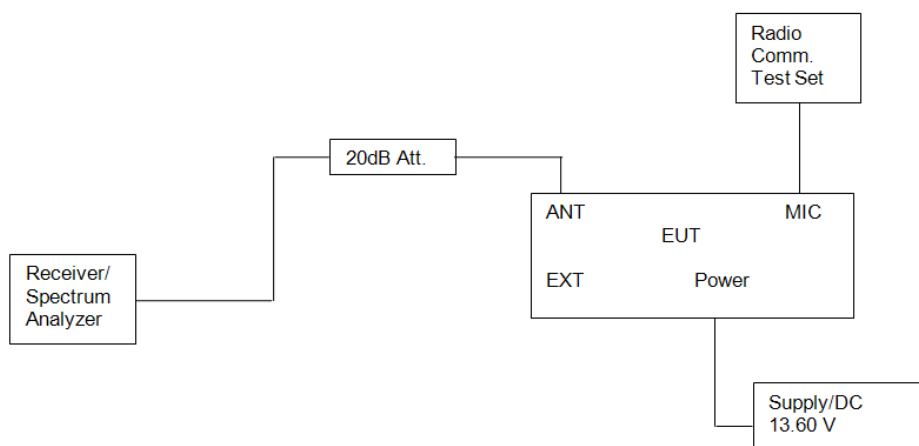 Radio
Comm.
Test Set
20dB Att.
ANT
MIC
EUT
EXT
Power
Receiver/
Spectrum
Analyzer
Supply/DC
13.60 V